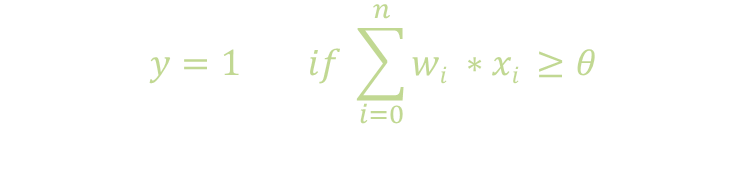 y = 1 if ∑_{i=0}^{n} w_i * x_i ≥ θ